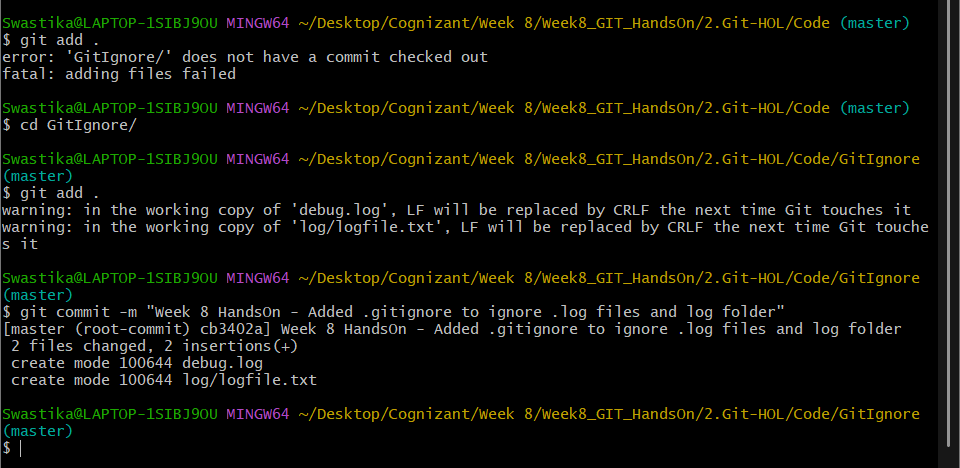 Swastika@LAPTOP-1SIBJ9OU MINGW64 ~/Desktop/Cognizant/Week 8/Week8_GIT_HandsOn/2.Git-HOL/Code (master)
$ git add .
error: 'GitIgnore/' does not have a commit checked out
fatal: adding files failed
Swastika@LAPTOP-1SIBJ9OU MINGW64 ~/Desktop/Cognizant/Week 8/Week8_GIT_HandsOn/2.Git-HOL/Code (master)
$ cd GitIgnore/
Swastika@LAPTOP-1SIBJ9OU MINGW64 ~/Desktop/Cognizant/Week 8/Week8_GIT_HandsOn/2.Git-HOL/Code/GitIgnore
(master)
$ git add .
warning: in the working copy of 'debug.log', LF will be replaced by CRLF the next time Git touches it
warning: in the working copy of 'log/logfile.txt', LF will be replaced by CRLF the next time Git touche
s it
Swastika@LAPTOP-1SIBJ9OU MINGW64 ~/Desktop/Cognizant/Week 8/Week8_GIT_HandsOn/2.Git-HOL/Code/GitIgnore
(master)
$ git commit -m "Week 8 HandsOn - Added .gitignore to ignore .log files and log folder"
[master (root-commit) cb3402a] Week 8 HandsOn - Added .gitignore to ignore .log files and log folder
 2 files changed, 2 insertions(+)
 create mode 100644 debug.log
 create mode 100644 log/logfile.txt
Swastika@LAPTOP-1SIBJ9OU MINGW64 ~/Desktop/Cognizant/Week 8/Week8_GIT_HandsOn/2.Git-HOL/Code/GitIgnore
(master)
$